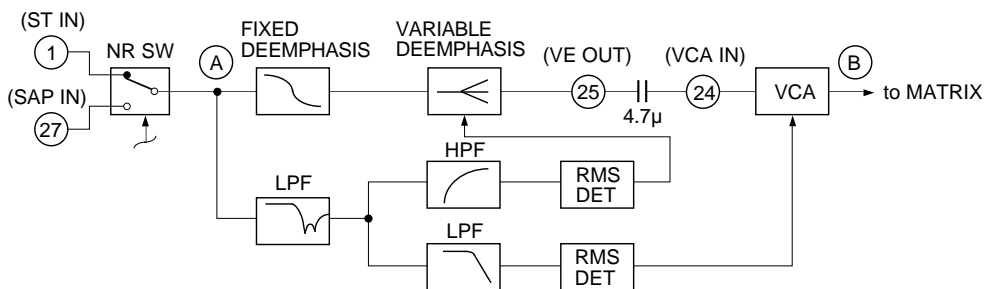 (ST IN)
1
NR SW
(SAP IN)
27
A
FIXED
DEEMPHASIS
VARIABLE
DEEMPHASIS
(VE OUT)
25
4.7μ
(VCA IN)
24
VCA
B
to MATRIX
HPF
RMS
DET
LPF
LPF
RMS
DET